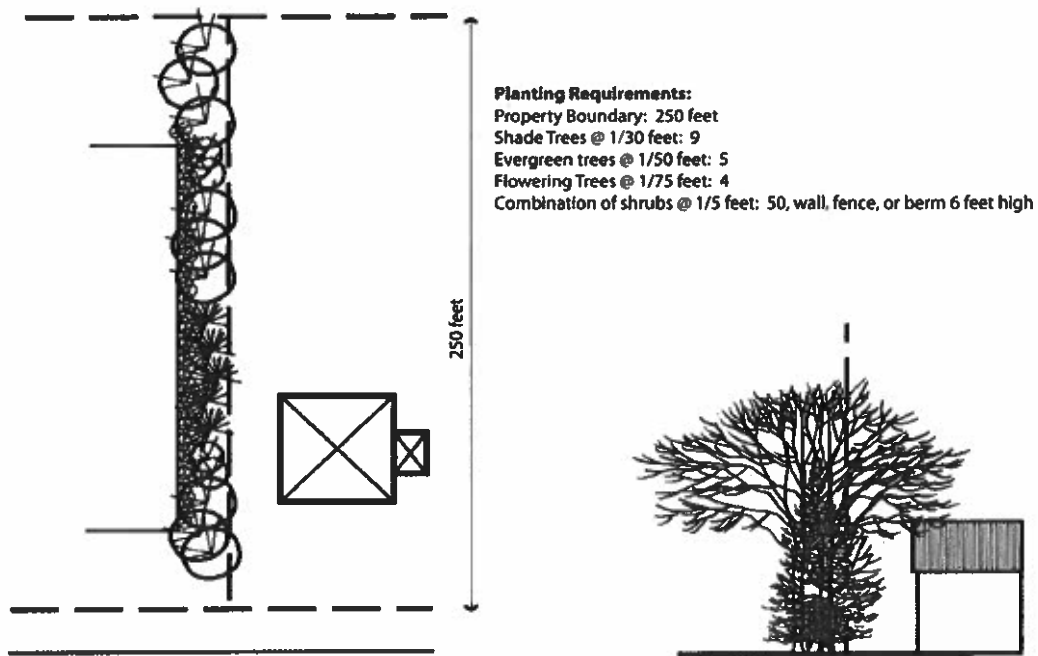 Planting Requirements:
Property Boundary: 250 feet
Shade Trees @ 1/30 feet: 9
Evergreen trees @ 1/50 feet: 5
Flowering Trees @ 1/75 feet: 4
Combination of shrubs @ 1/5 feet: 50, wall, fence, or berm 6 feet high
250 feet